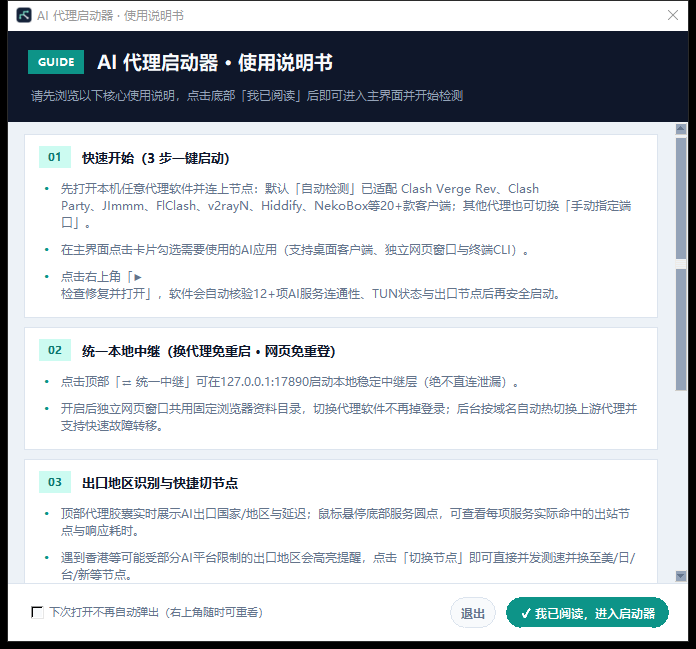 AI 代理启动器 · 使用说明书
GUIDE AI 代理启动器 • 使用说明书
请先浏览以下核心使用说明，点击底部「我已阅读」后即可进入主界面并开始检测
01 快速开始（3 步一键启动）
• 先打开本机任意代理软件并连上节点：默认「自动检测」已适配 Clash Verge Rev、Clash
Party、JImmm、FlClash、v2rayN、Hiddify、NekoBox等20+款客户端；其他代理也可切换「手动指定端
口」。
• 在主界面点击卡片勾选需要使用的AI应用（支持桌面客户端、独立网页窗口与终端CLI）。
• 点击右上角「▶
检查修复并打开」，软件会自动核验12+项AI服务连通性、TUN状态与出口节点后再安全启动。
02 统一本地中继（换代理免重启 • 网页免重登）
• 点击顶部「⇌ 统一中继」可在127.0.0.1:17890启动本地稳定中继层（绝不直连泄漏）。
• 开启后独立网页窗口共用固定浏览器资料目录，切换代理软件不再掉登录；后台按域名自动热切换上游代理并
支持快速故障转移。
03 出口地区识别与快捷切节点
• 顶部代理胶囊实时展示AI出口国家/地区与延迟；鼠标悬停底部服务圆点，可查看每项服务实际命中的出站节
点与响应耗时。
• 遇到香港等可能受部分AI平台限制的出口地区会高亮提醒，点击「切换节点」即可直接并发测速并换至美/日/
台/新等节点。
下次打开不再自动弹出（右上角随时可重看）
退出
✓ 我已阅读，进入启动器